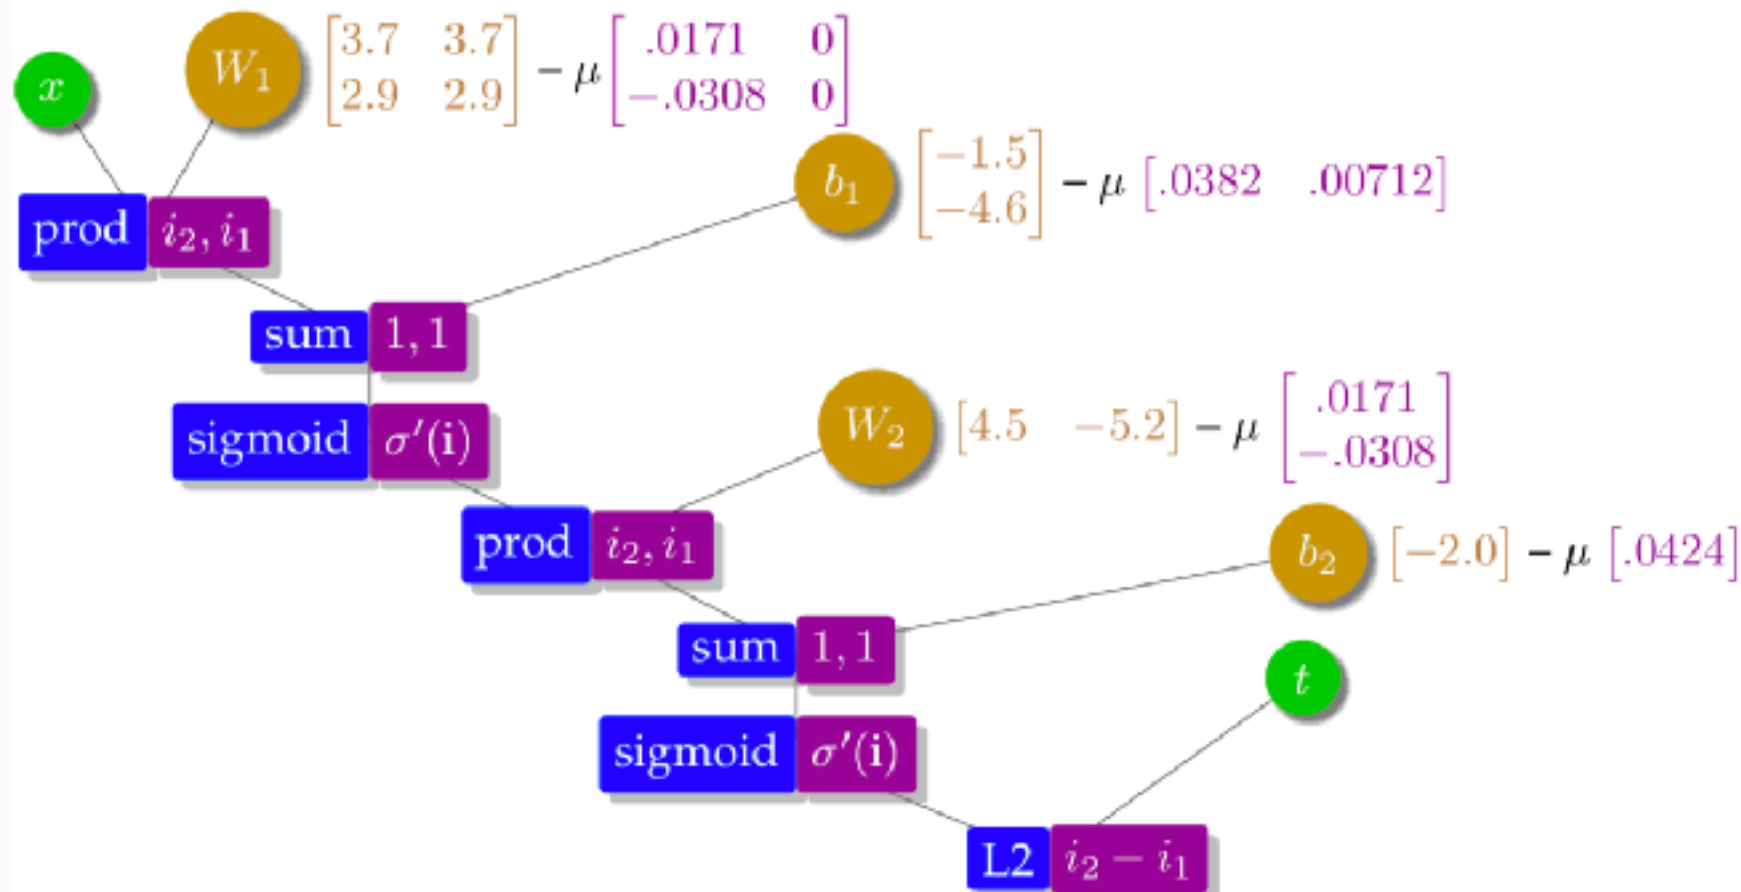 x
W₁ [3.7 3.7; 2.9 2.9] − μ [.0171 0; −.0308 0]
b₁ [−1.5; −4.6] − μ [.0382 .00712]
prod i₂, i₁
sum 1, 1
sigmoid σ′(i)
W₂ [4.5 −5.2] − μ [.0171; −.0308]
prod i₂, i₁
b₂ [−2.0] − μ [.0424]
sum 1, 1
t
sigmoid σ′(i)
L2 i₂ − i₁